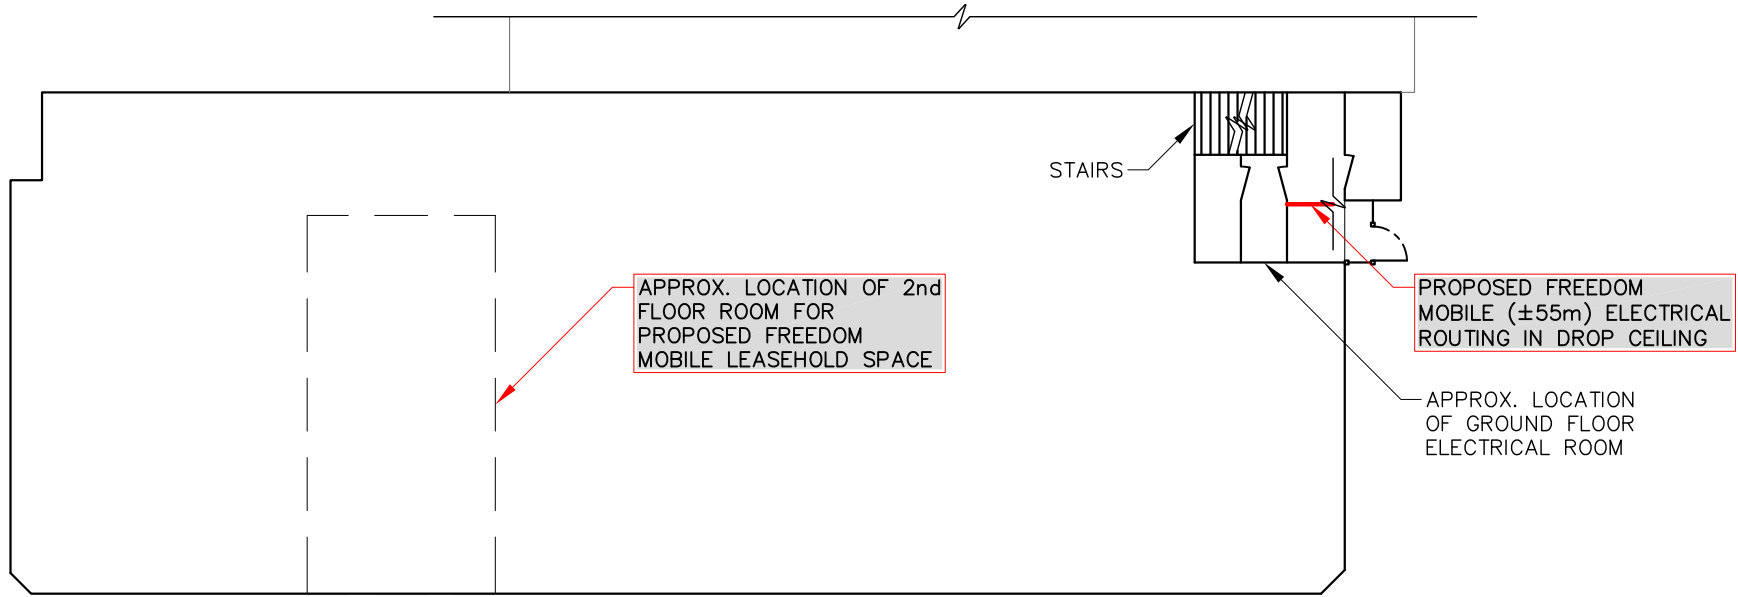 STAIRS
APPROX. LOCATION OF 2nd
FLOOR ROOM FOR
PROPOSED FREEDOM
MOBILE LEASEHOLD SPACE
PROPOSED FREEDOM
MOBILE (±55m) ELECTRICAL
ROUTING IN DROP CEILING
APPROX. LOCATION
OF GROUND FLOOR
ELECTRICAL ROOM